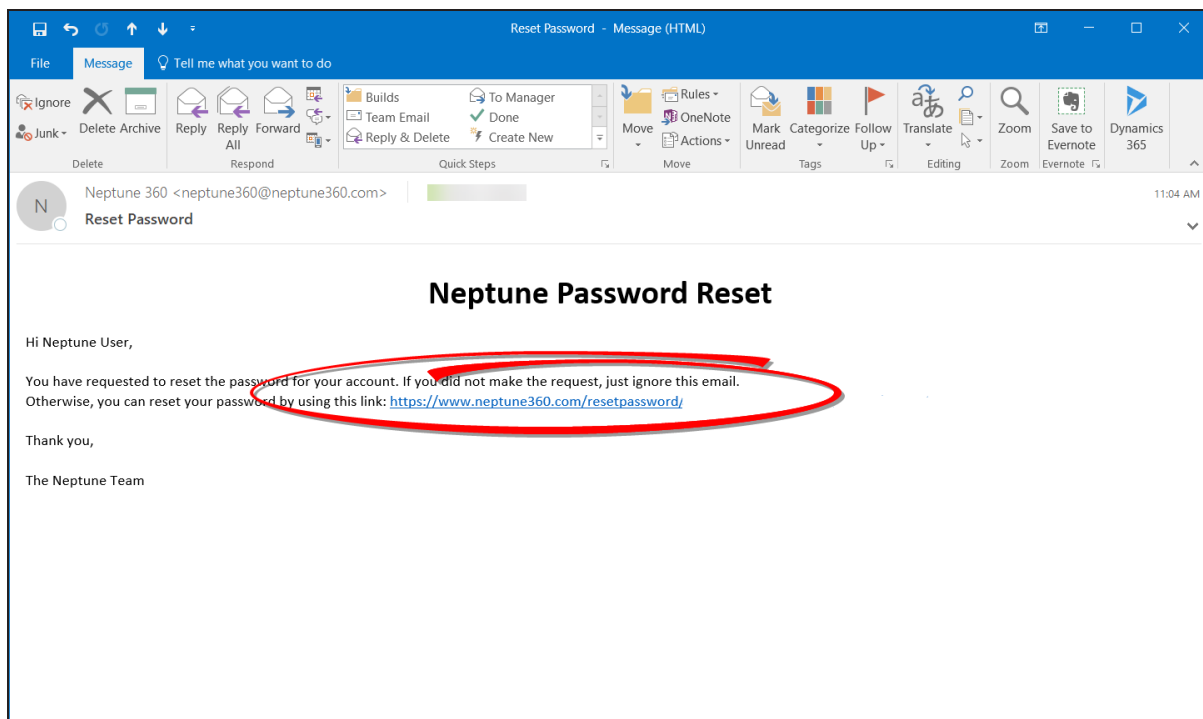 Reset Password - Message (HTML)
File Message Tell me what you want to do
Ignore
Junk
Delete Archive
Reply Reply All Forward
Builds To Manager
Team Email Done
Reply & Delete Create New
Move
Rules
OneNote
Actions
Mark Unread Categorize Follow Up
Translate
Zoom
Save to Evernote
Dynamics 365
Delete Respond Quick Steps Move Tags Editing Zoom Evernote
N
Neptune 360 <neptune360@neptune360.com>
11:04 AM
Reset Password
Neptune Password Reset
Hi Neptune User,
You have requested to reset the password for your account. If you did not make the request, just ignore this email.
Otherwise, you can reset your password by using this link: https://www.neptune360.com/resetpassword/
Thank you,
The Neptune Team